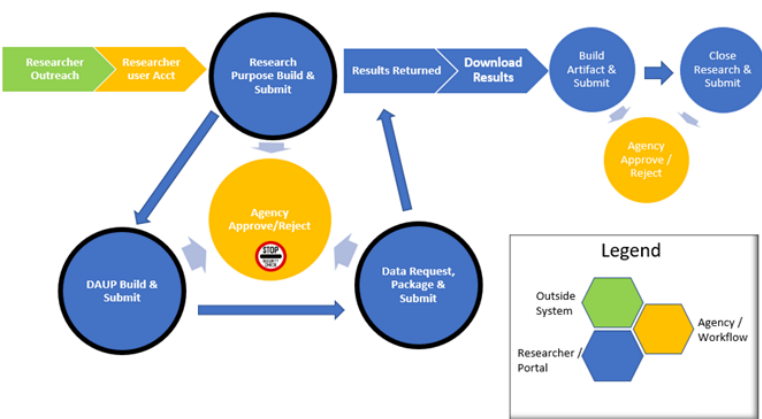 Researcher
Outreach
Researcher
user Acct
Research
Purpose Build &
Submit
Results Returned
Download
Results
Build
Artifact &
Submit
Close
Research &
Submit
Agency
Approve /
Reject
Agency
Approve/Reject
STOP
SECURITY
CHECK
DAUP Build &
Submit
Data Request,
Package &
Submit
Legend
Outside
System
Agency /
Workflow
Researcher /
Portal